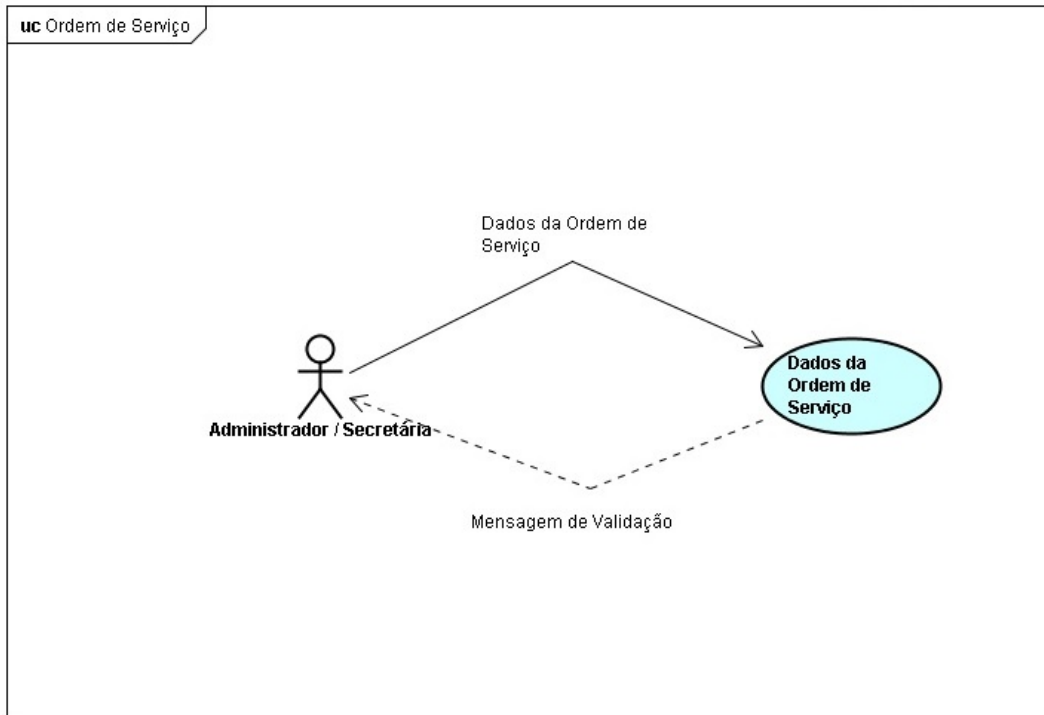 uc Ordem de Serviço
Dados da Ordem de
Serviço
Dados da
Ordem de
Serviço
Administrador / Secretária
Mensagem de Validação